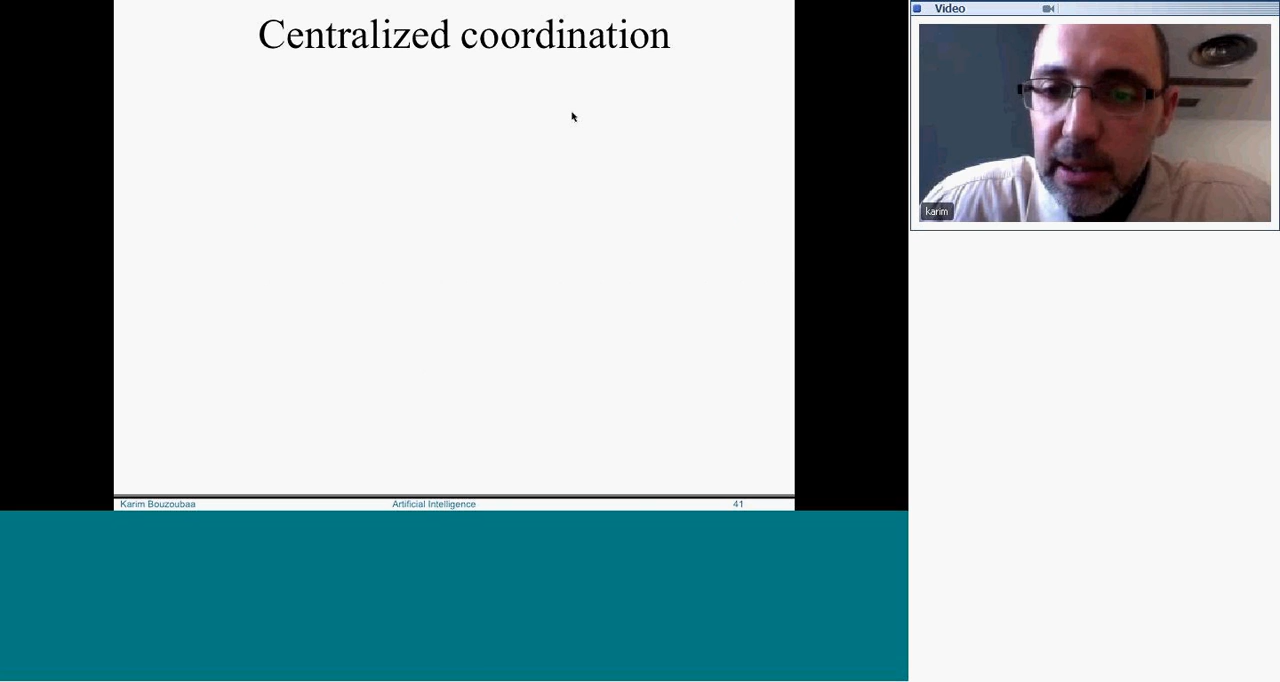 Centralized coordination
Video
karim
Karim Bouzoubaa Artificial Intelligence 41